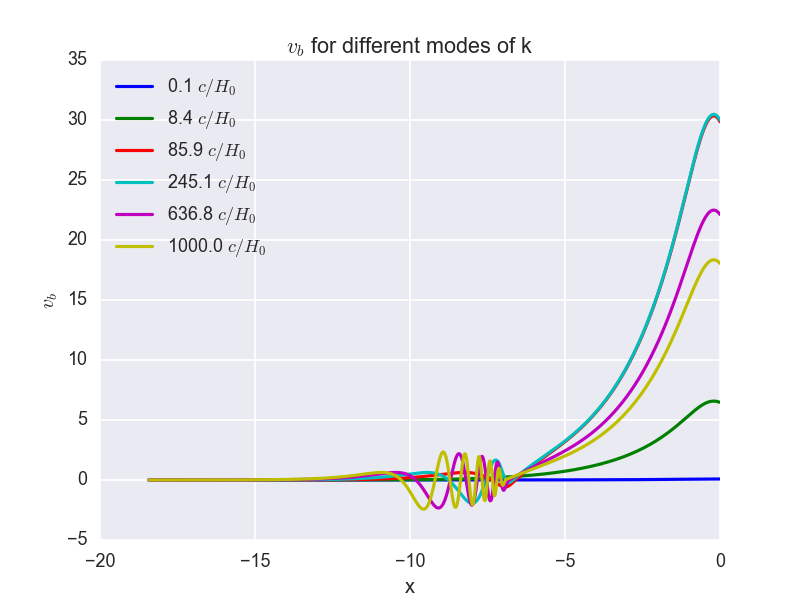 v_b for different modes of k
35
30
25
20
15
10
5
0
−5
v_b
0.1 c/H_0
8.4 c/H_0
85.9 c/H_0
245.1 c/H_0
636.8 c/H_0
1000.0 c/H_0
−20 −15 −10 −5 0
x